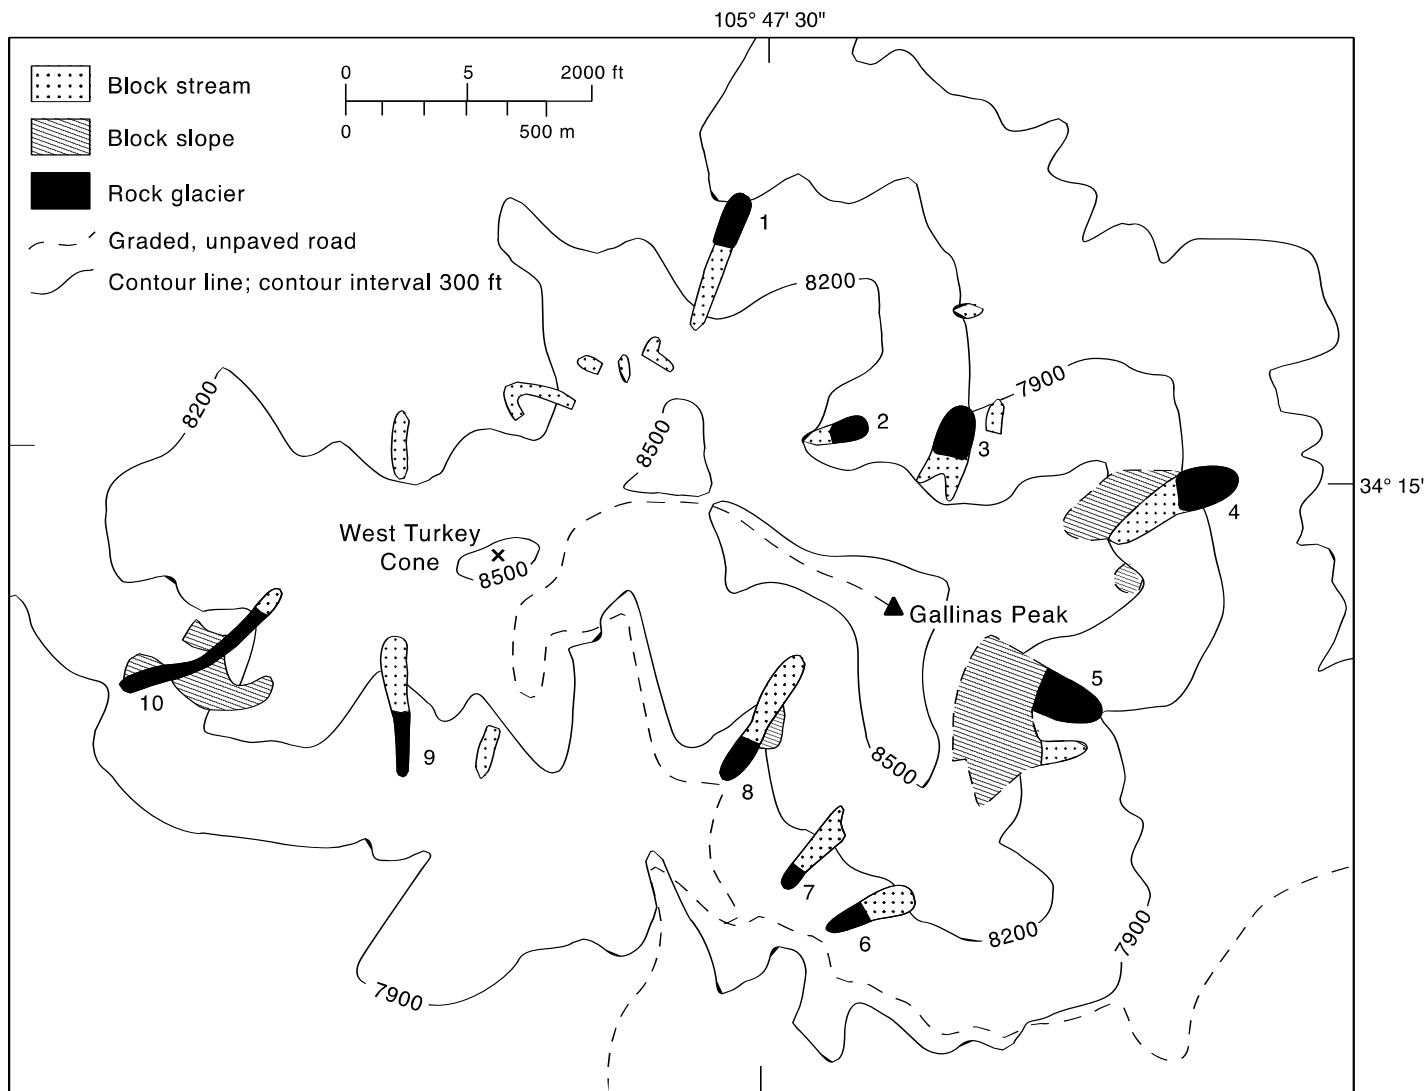 105° 47' 30"
Block stream
Block slope
Rock glacier
Graded, unpaved road
Contour line; contour interval 300 ft
0 5 2000 ft
0 500 m
1
8200
8200
7900
2
3
8500
34° 15'
4
West Turkey
Cone
8500
Gallinas Peak
5
10
9
8
8500
7
6
8200
7900
7900